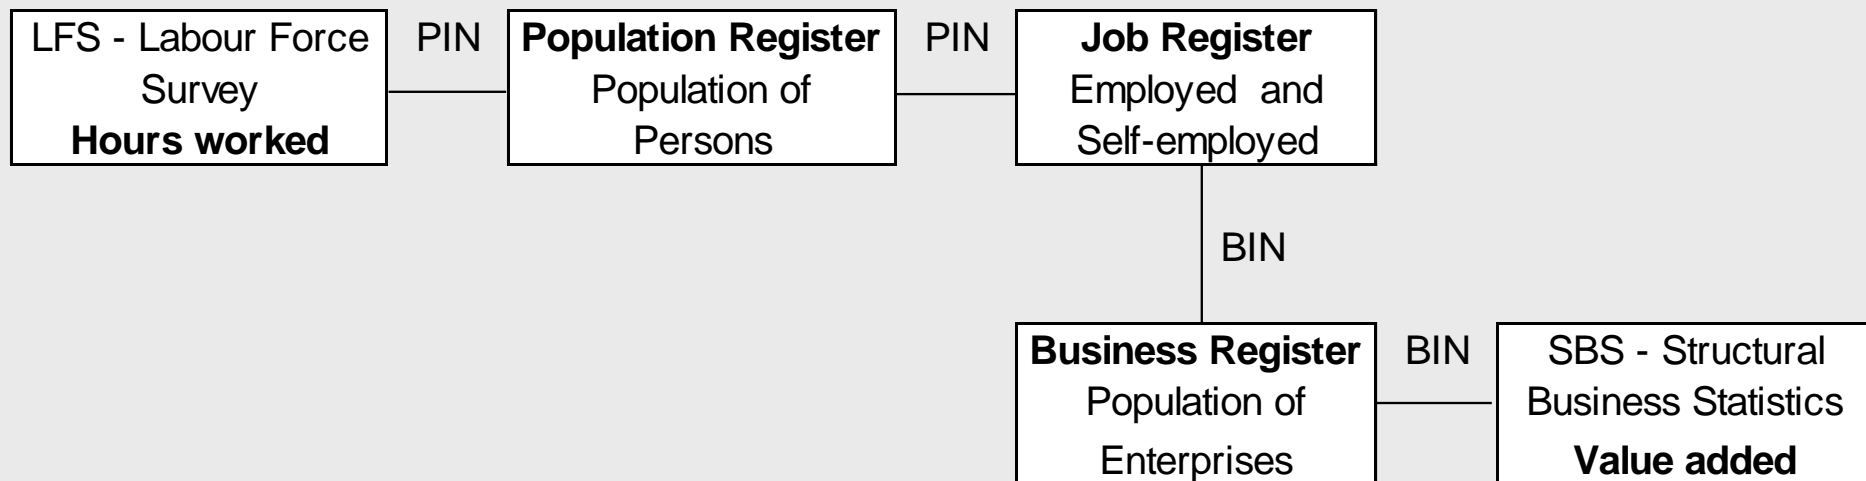 LFS - Labour Force
Survey
Hours worked
PIN
Population Register
Population of
Persons
PIN
Job Register
Employed and
Self-employed
BIN
Business Register
Population of
Enterprises
BIN
SBS - Structural
Business Statistics
Value added